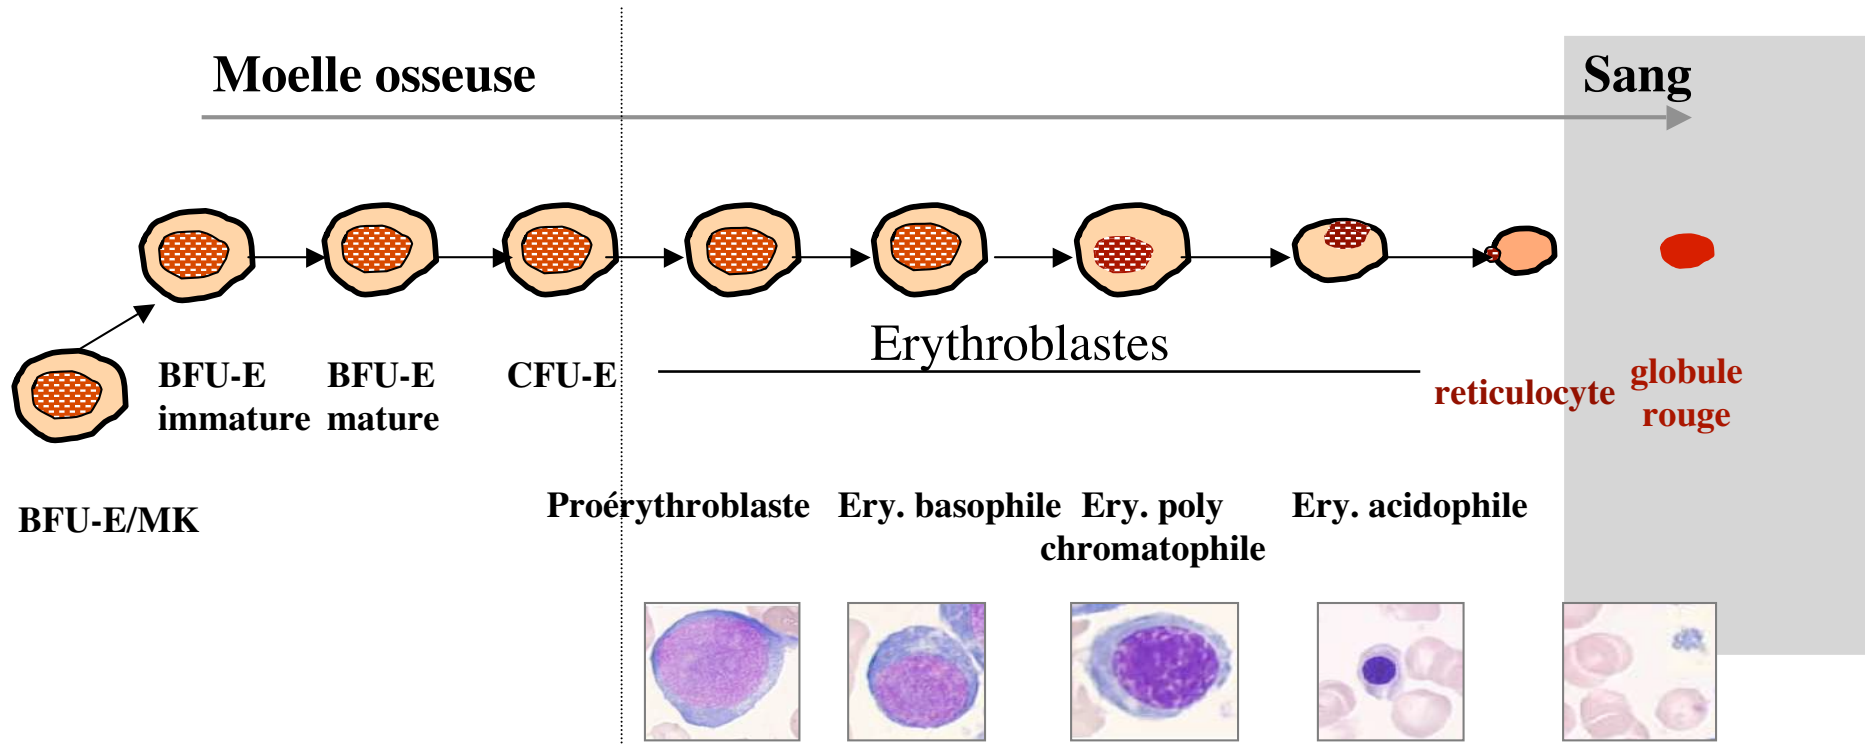 Moelle osseuse
Sang
Erythroblastes
BFU-E
immature
BFU-E
mature
CFU-E
reticulocyte
globule
rouge
BFU-E/MK
Proérythroblaste
Ery. basophile
Ery. poly
chromatophile
Ery. acidophile